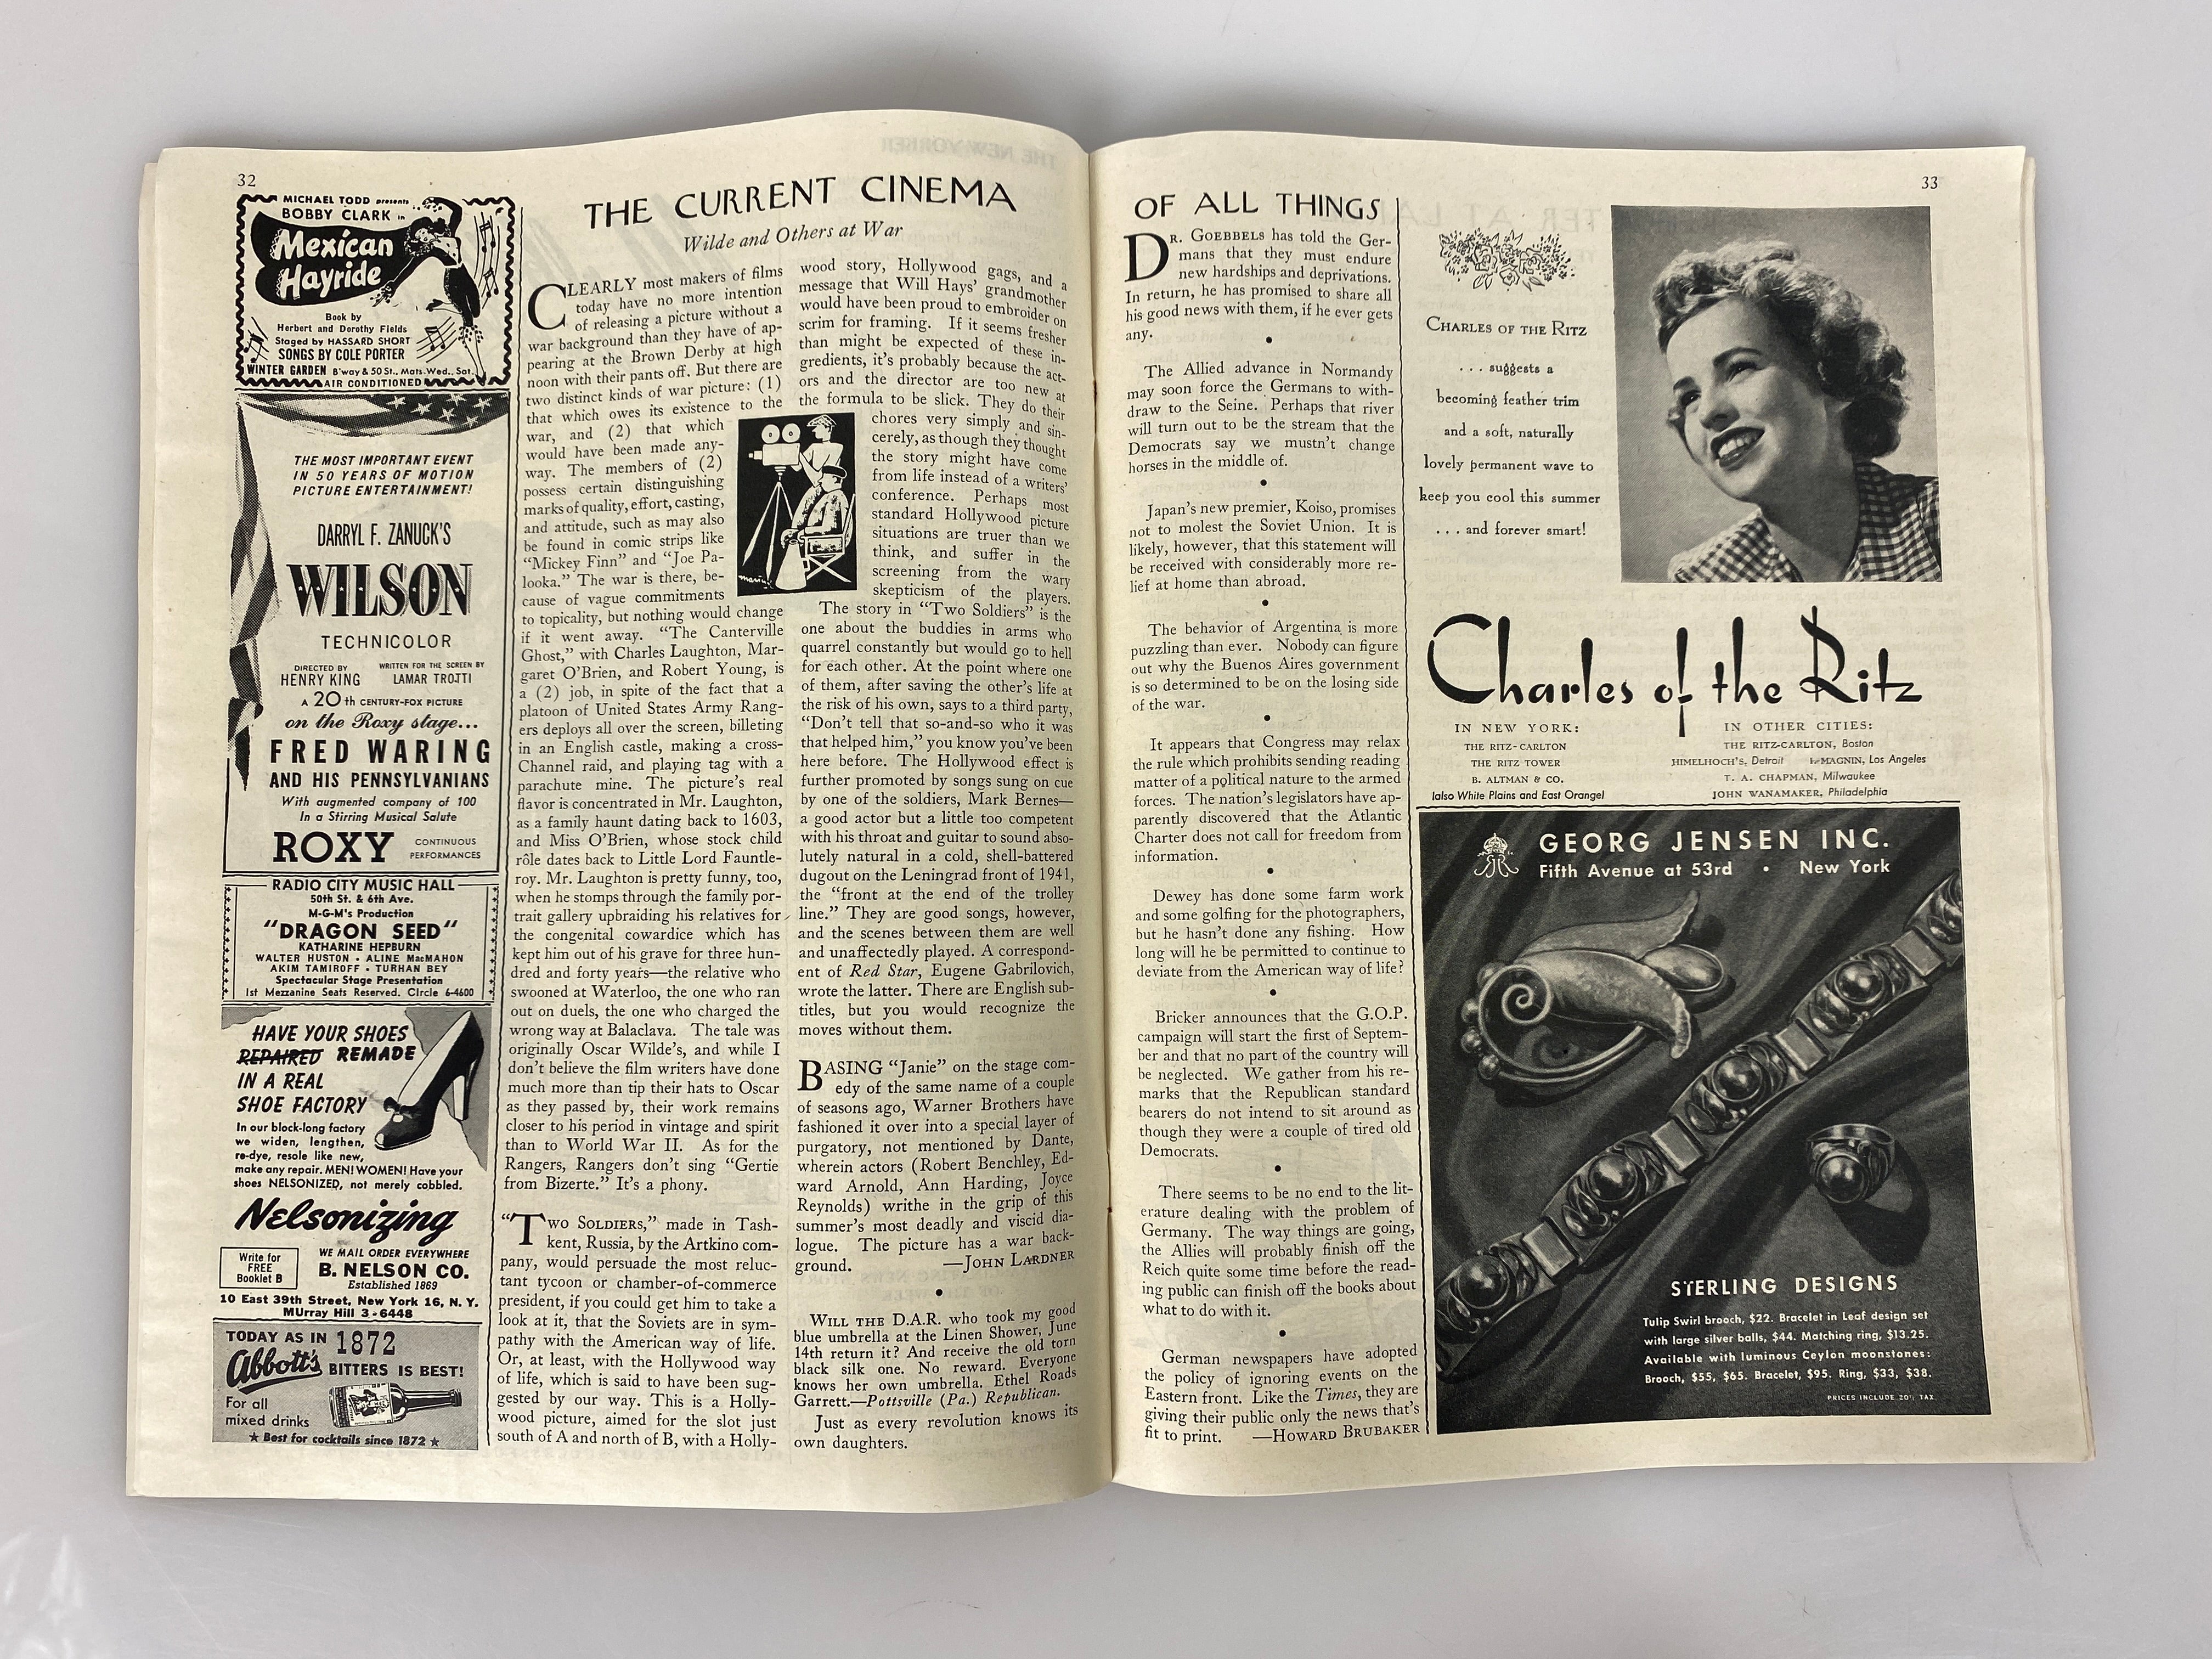 32
MICHAEL TODD presents
BOBBY CLARK in
Mexican
Hayride
Book by
Herbert and Dorothy Fields
Staged by HASSARD SHORT
SONGS BY COLE PORTER
WINTER GARDEN B'way & 50 St., Mats. Wed., Sat.
AIR CONDITIONED
THE MOST IMPORTANT EVENT
IN 50 YEARS OF MOTION
PICTURE ENTERTAINMENT!
DARRYL F. ZANUCK'S
WILSON
TECHNICOLOR
DIRECTED BY
HENRY KING
WRITTEN FOR THE SCREEN BY
LAMAR TROTTI
A 20th CENTURY-FOX PICTURE
on the Roxy stage...
FRED WARING
AND HIS PENNSYLVANIANS
With augmented company of 100
In a Stirring Musical Salute
ROXY
CONTINUOUS
PERFORMANCES
RADIO CITY MUSIC HALL
50th St. & 6th Ave.
M-G-M's Production
"DRAGON SEED"
KATHARINE HEPBURN
WALTER HUSTON • ALINE MacMAHON
AKIM TAMIROFF • TURHAN BEY
Spectacular Stage Presentation
1st Mezzanine Seats Reserved. Circle 6-4600
HAVE YOUR SHOES
REPAIRED REMADE
IN A REAL
SHOE FACTORY
In our block-long factory
we widen, lengthen,
re-dye, resole like new,
make any repair. MEN! WOMEN! Have your
shoes NELSONIZED, not merely cobbled.
Nelsonizing
Write for
FREE
Booklet B
WE MAIL ORDER EVERYWHERE
B. NELSON CO.
Established 1869
10 East 39th Street, New York 16, N. Y.
MUrray Hill 3-6448
TODAY AS IN 1872
Abbott's BITTERS IS BEST!
For all
mixed drinks
★ Best for cocktails since 1872 ★
THE CURRENT CINEMA
Wilde and Others at War
CLEARLY most makers of films
today have no more intention
of releasing a picture without a
war background than they have of ap-
pearing at the Brown Derby at high
noon with their pants off. But there are
two distinct kinds of war picture: (1)
that which owes its existence to the
war, and (2) that which
would have been made any-
way. The members of (2)
possess certain distinguishing
marks of quality, effort, casting,
and attitude, such as may also
be found in comic strips like
"Mickey Finn" and "Joe Pa-
looka." The war is there, be-
cause of vague commitments
to topicality, but nothing would change
if it went away. "The Canterville
Ghost," with Charles Laughton, Mar-
garet O'Brien, and Robert Young, is
a (2) job, in spite of the fact that a
platoon of United States Army Rang-
ers deploys all over the screen, billeting
in an English castle, making a cross-
Channel raid, and playing tag with a
parachute mine. The picture's real
flavor is concentrated in Mr. Laughton,
as a family haunt dating back to 1603,
and Miss O'Brien, whose stock child
rôle dates back to Little Lord Fauntle-
roy. Mr. Laughton is pretty funny, too,
when he stomps through the family por-
trait gallery upbraiding his relatives for
the congenital cowardice which has
kept him out of his grave for three hun-
dred and forty years—the relative who
swooned at Waterloo, the one who ran
out on duels, the one who charged the
wrong way at Balaclava. The tale was
originally Oscar Wilde's, and while I
don't believe the film writers have done
much more than tip their hats to Oscar
as they passed by, their work remains
closer to his period in vintage and spirit
than to World War II. As for the
Rangers, Rangers don't sing "Gertie
from Bizerte." It's a phony.
"TWO SOLDIERS," made in Tash-
kent, Russia, by the Artkino com-
pany, would persuade the most reluc-
tant tycoon or chamber-of-commerce
president, if you could get him to take a
look at it, that the Soviets are in sym-
pathy with the American way of life.
Or, at least, with the Hollywood way
of life, which is said to have been sug-
gested by our way. This is a Holly-
wood picture, aimed for the slot just
south of A and north of B, with a Holly-
wood story, Hollywood gags, and a
message that Will Hays' grandmother
would have been proud to embroider on
scrim for framing. If it seems fresher
than might be expected of these in-
gredients, it's probably because the act-
ors and the director are too new at
the formula to be slick. They do their
chores very simply and sin-
cerely, as though they thought
the story might have come
from life instead of a writers'
conference. Perhaps most
standard Hollywood picture
situations are truer than we
think, and suffer in the
screening from the wary
skepticism of the players.
The story in "Two Soldiers" is the
one about the buddies in arms who
quarrel constantly but would go to hell
for each other. At the point where one
of them, after saving the other's life at
the risk of his own, says to a third party,
"Don't tell that so-and-so who it was
that helped him," you know you've been
here before. The Hollywood effect is
further promoted by songs sung on cue
by one of the soldiers, Mark Bernes—
a good actor but a little too competent
with his throat and guitar to sound abso-
lutely natural in a cold, shell-battered
dugout on the Leningrad front of 1941,
the "front at the end of the trolley
line." They are good songs, however,
and the scenes between them are well
and unaffectedly played. A correspond-
ent of Red Star, Eugene Gabrilovich,
wrote the latter. There are English sub-
titles, but you would recognize the
moves without them.
BASING "Janie" on the stage com-
edy of the same name of a couple
of seasons ago, Warner Brothers have
fashioned it over into a special layer of
purgatory, not mentioned by Dante,
wherein actors (Robert Benchley, Ed-
ward Arnold, Ann Harding, Joyce
Reynolds) writhe in the grip of this
summer's most deadly and viscid dia-
logue. The picture has a war back-
ground. —JOHN LARDNER
•
WILL THE D.A.R. who took my good
blue umbrella at the Linen Shower, June
14th return it? And receive the old torn
black silk one. No reward. Everyone
knows her own umbrella. Ethel Roads
Garrett.—Pottsville (Pa.) Republican.
Just as every revolution knows its
own daughters.
33
OF ALL THINGS
DR. GOEBBELS has told the Ger-
mans that they must endure
new hardships and deprivations.
In return, he has promised to share all
his good news with them, if he ever gets
any.
•
The Allied advance in Normandy
may soon force the Germans to with-
draw to the Seine. Perhaps that river
will turn out to be the stream that the
Democrats say we mustn't change
horses in the middle of.
•
Japan's new premier, Koiso, promises
not to molest the Soviet Union. It is
likely, however, that this statement will
be received with considerably more re-
lief at home than abroad.
•
The behavior of Argentina is more
puzzling than ever. Nobody can figure
out why the Buenos Aires government
is so determined to be on the losing side
of the war.
•
It appears that Congress may relax
the rule which prohibits sending reading
matter of a political nature to the armed
forces. The nation's legislators have ap-
parently discovered that the Atlantic
Charter does not call for freedom from
information.
•
Dewey has done some farm work
and some golfing for the photographers,
but he hasn't done any fishing. How
long will he be permitted to continue to
deviate from the American way of life?
•
Bricker announces that the G.O.P.
campaign will start the first of Septem-
ber and that no part of the country will
be neglected. We gather from his re-
marks that the Republican standard
bearers do not intend to sit around as
though they were a couple of tired old
Democrats.
•
There seems to be no end to the lit-
erature dealing with the problem of
Germany. The way things are going,
the Allies will probably finish off the
Reich quite some time before the read-
ing public can finish off the books about
what to do with it.
•
German newspapers have adopted
the policy of ignoring events on the
Eastern front. Like the Times, they are
giving their public only the news that's
fit to print. —HOWARD BRUBAKER
CHARLES OF THE RITZ
... suggests a
becoming feather trim
and a soft, naturally
lovely permanent wave to
keep you cool this summer
... and forever smart!
Charles of the Ritz
IN NEW YORK:
THE RITZ-CARLTON
THE RITZ TOWER
B. ALTMAN & CO.
(also White Plains and East Orange)
IN OTHER CITIES:
THE RITZ-CARLTON, Boston
HIMELHOCH'S, Detroit I. MAGNIN, Los Angeles
T. A. CHAPMAN, Milwaukee
JOHN WANAMAKER, Philadelphia
GEORG JENSEN INC.
Fifth Avenue at 53rd • New York
STERLING DESIGNS
Tulip Swirl brooch, $22. Bracelet in Leaf design set
with large silver balls, $44. Matching ring, $13.25.
Available with luminous Ceylon moonstones:
Brooch, $55, $65. Bracelet, $95. Ring, $33, $38.
PRICES INCLUDE 20% TAX